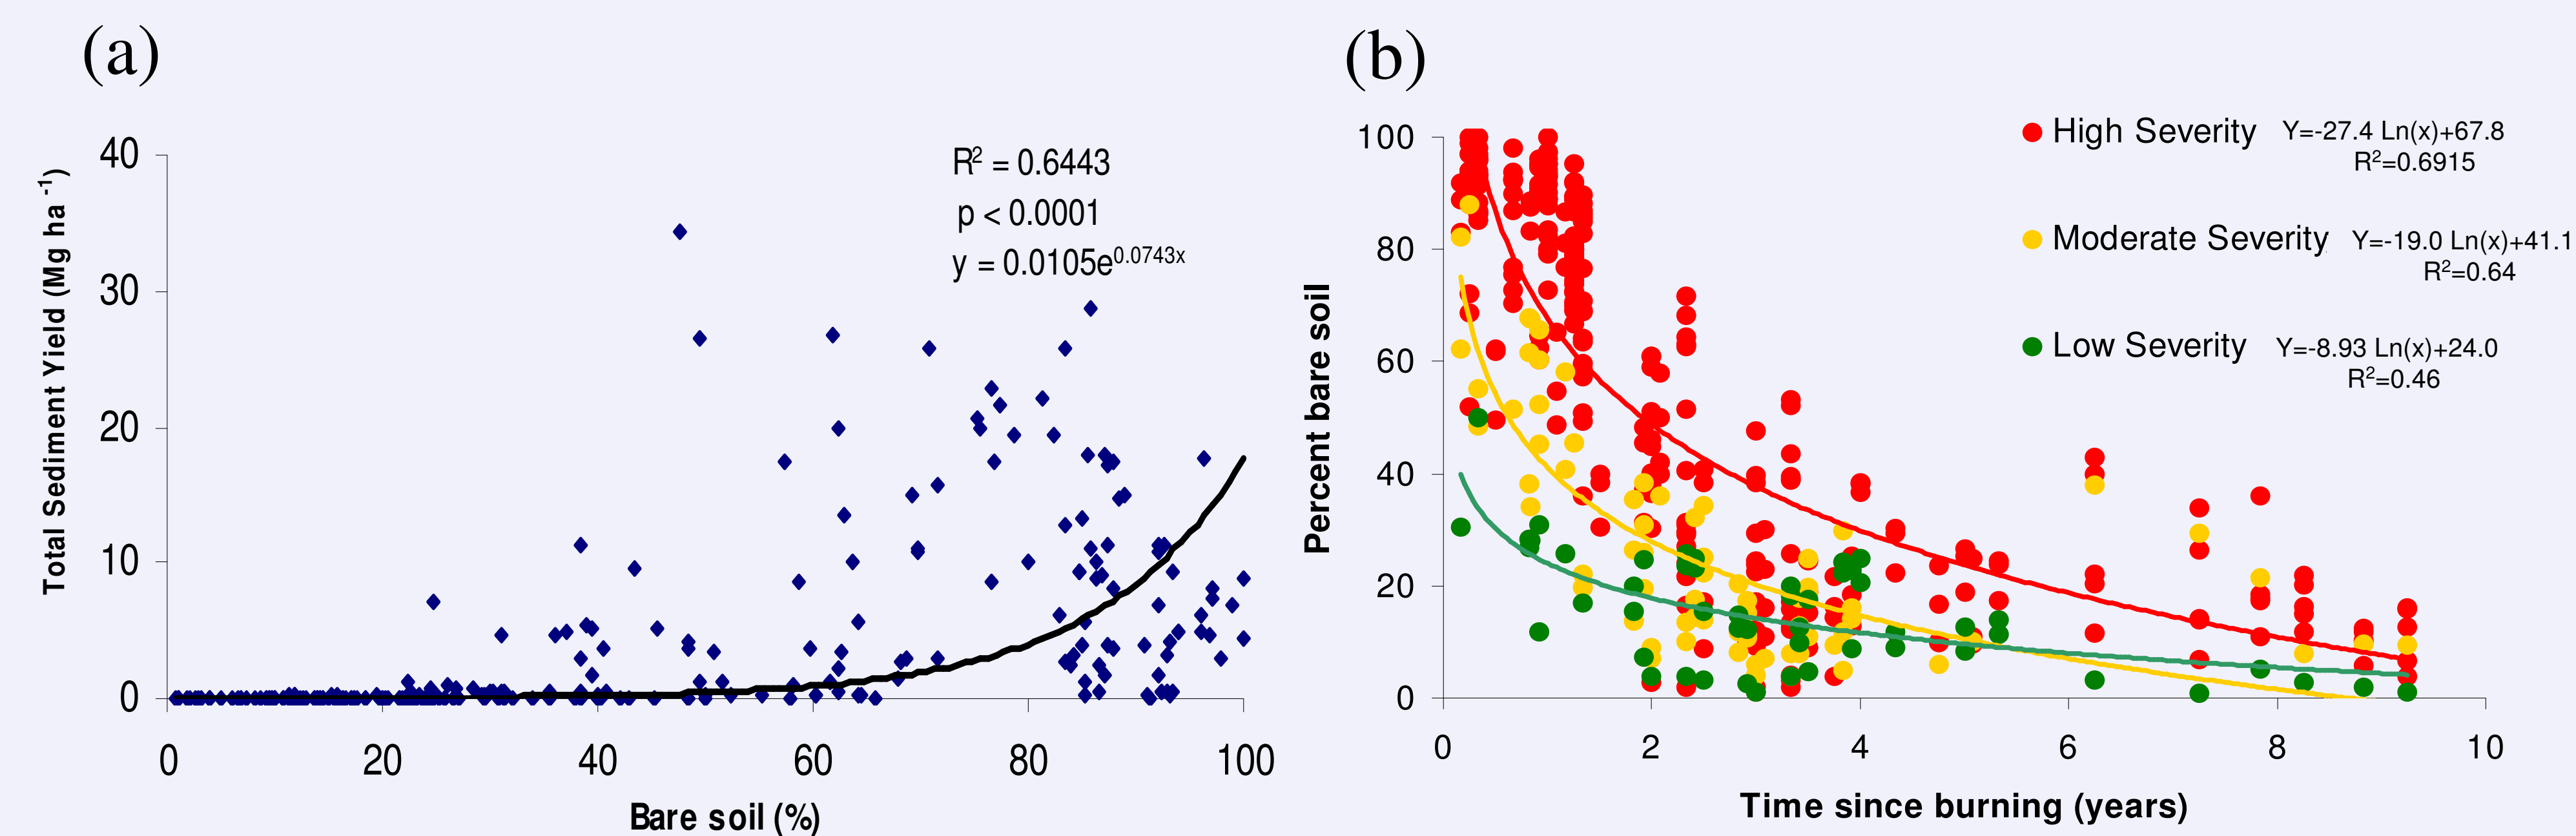 (a)
40
30
20
10
0
0 20 40 60 80 100
Total Sediment Yield (Mg ha⁻¹)
Bare soil (%)
R² = 0.6443
p < 0.0001
y = 0.0105e^0.0743x
(b)
100
80
60
40
20
0
0 2 4 6 8 10
Percent bare soil
Time since burning (years)
High Severity Y=-27.4 Ln(x)+67.8
R²=0.6915
Moderate Severity Y=-19.0 Ln(x)+41.1
R²=0.64
Low Severity Y=-8.93 Ln(x)+24.0
R²=0.46